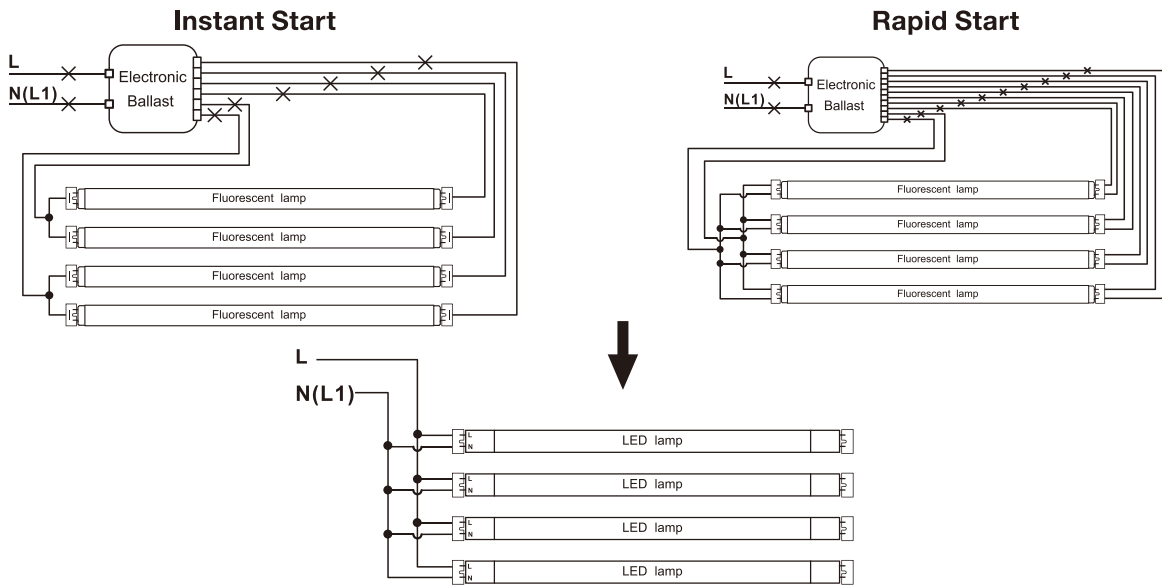 Instant Start
L
N(L1)
Electronic
Ballast
Fluorescent lamp
Fluorescent lamp
Fluorescent lamp
Fluorescent lamp
Rapid Start
L
N(L1)
Electronic
Ballast
Fluorescent lamp
Fluorescent lamp
Fluorescent lamp
Fluorescent lamp
L
N(L1)
L
N
LED lamp
L
N
LED lamp
L
N
LED lamp
L
N
LED lamp